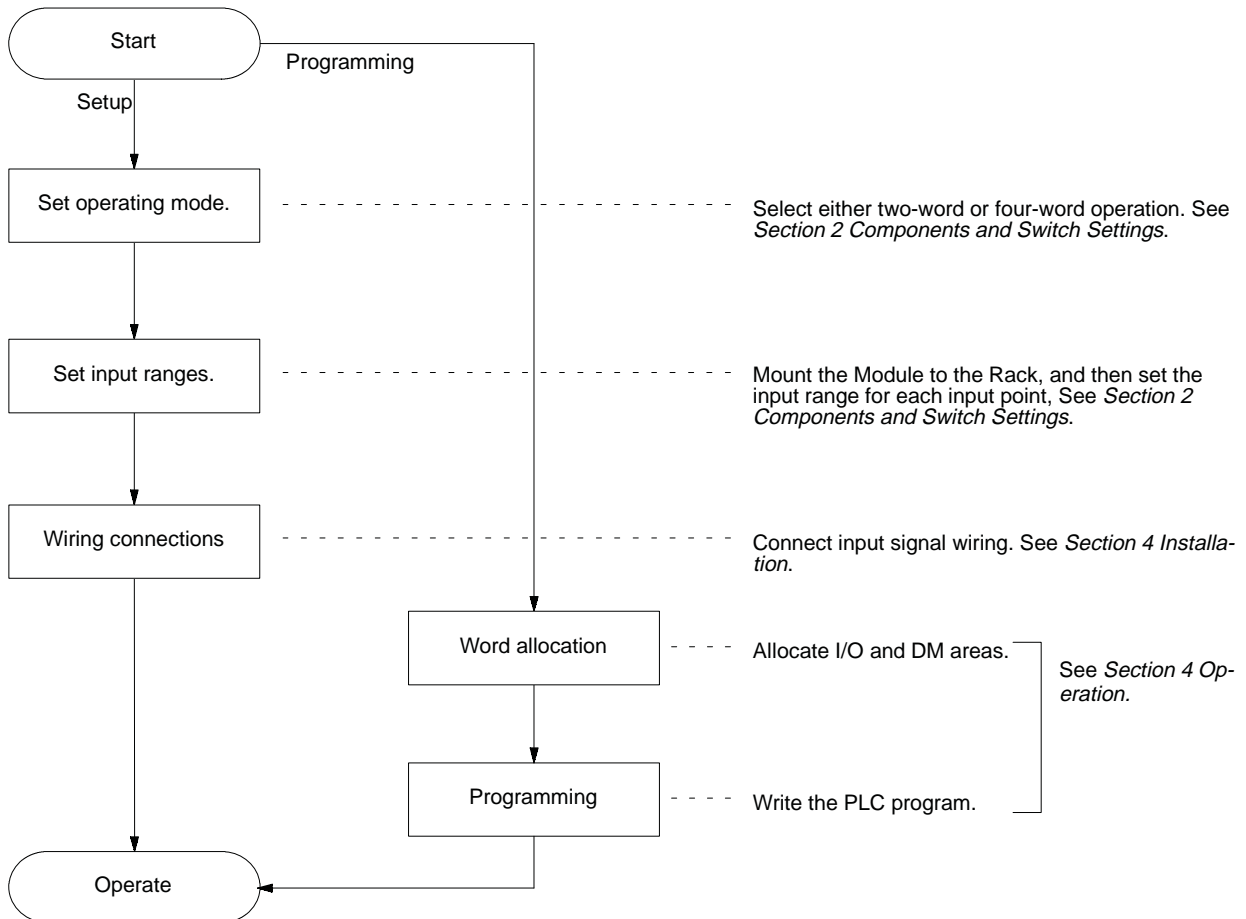 Start
Programming
Setup
Set operating mode.
Select either two-word or four-word operation. See
Section 2 Components and Switch Settings.
Set input ranges.
Mount the Module to the Rack, and then set the
input range for each input point, See Section 2
Components and Switch Settings.
Wiring connections
Connect input signal wiring. See Section 4 Installa-
tion.
Word allocation
Allocate I/O and DM areas.
See Section 4 Op-
eration.
Programming
Write the PLC program.
Operate